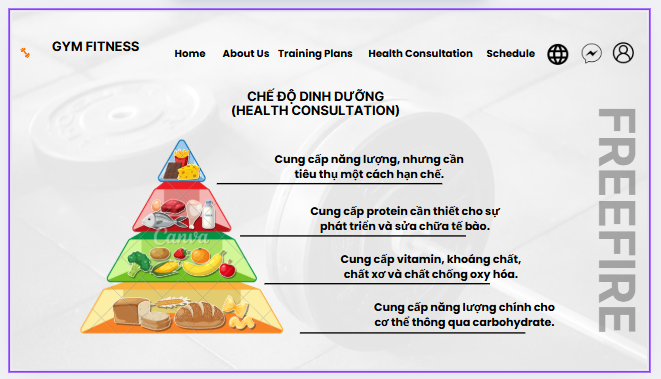 GYM FITNESS
Home About Us Training Plans Health Consultation Schedule
CHẾ ĐỘ DINH DƯỠNG
(HEALTH CONSULTATION)
Cung cấp năng lượng, nhưng cần
tiêu thụ một cách hạn chế.
Cung cấp protein cần thiết cho sự
phát triển và sửa chữa tế bào.
Cung cấp vitamin, khoáng chất,
chất xơ và chất chống oxy hóa.
Cung cấp năng lượng chính cho
cơ thể thông qua carbohydrate.
FREEFIRE
Canva